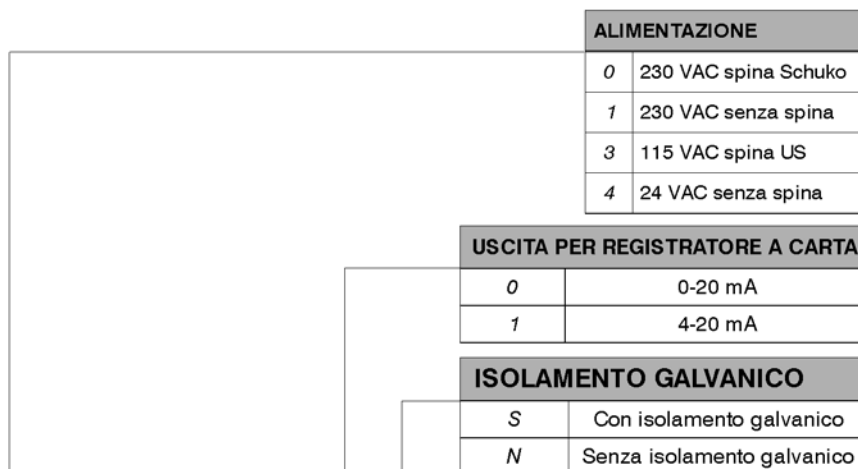 ALIMENTAZIONE
0 230 VAC spina Schuko
1 230 VAC senza spina
3 115 VAC spina US
4 24 VAC senza spina
USCITA PER REGISTRATORE A CARTA
0 0-20 mA
1 4-20 mA
ISOLAMENTO GALVANICO
S Con isolamento galvanico
N Senza isolamento galvanico